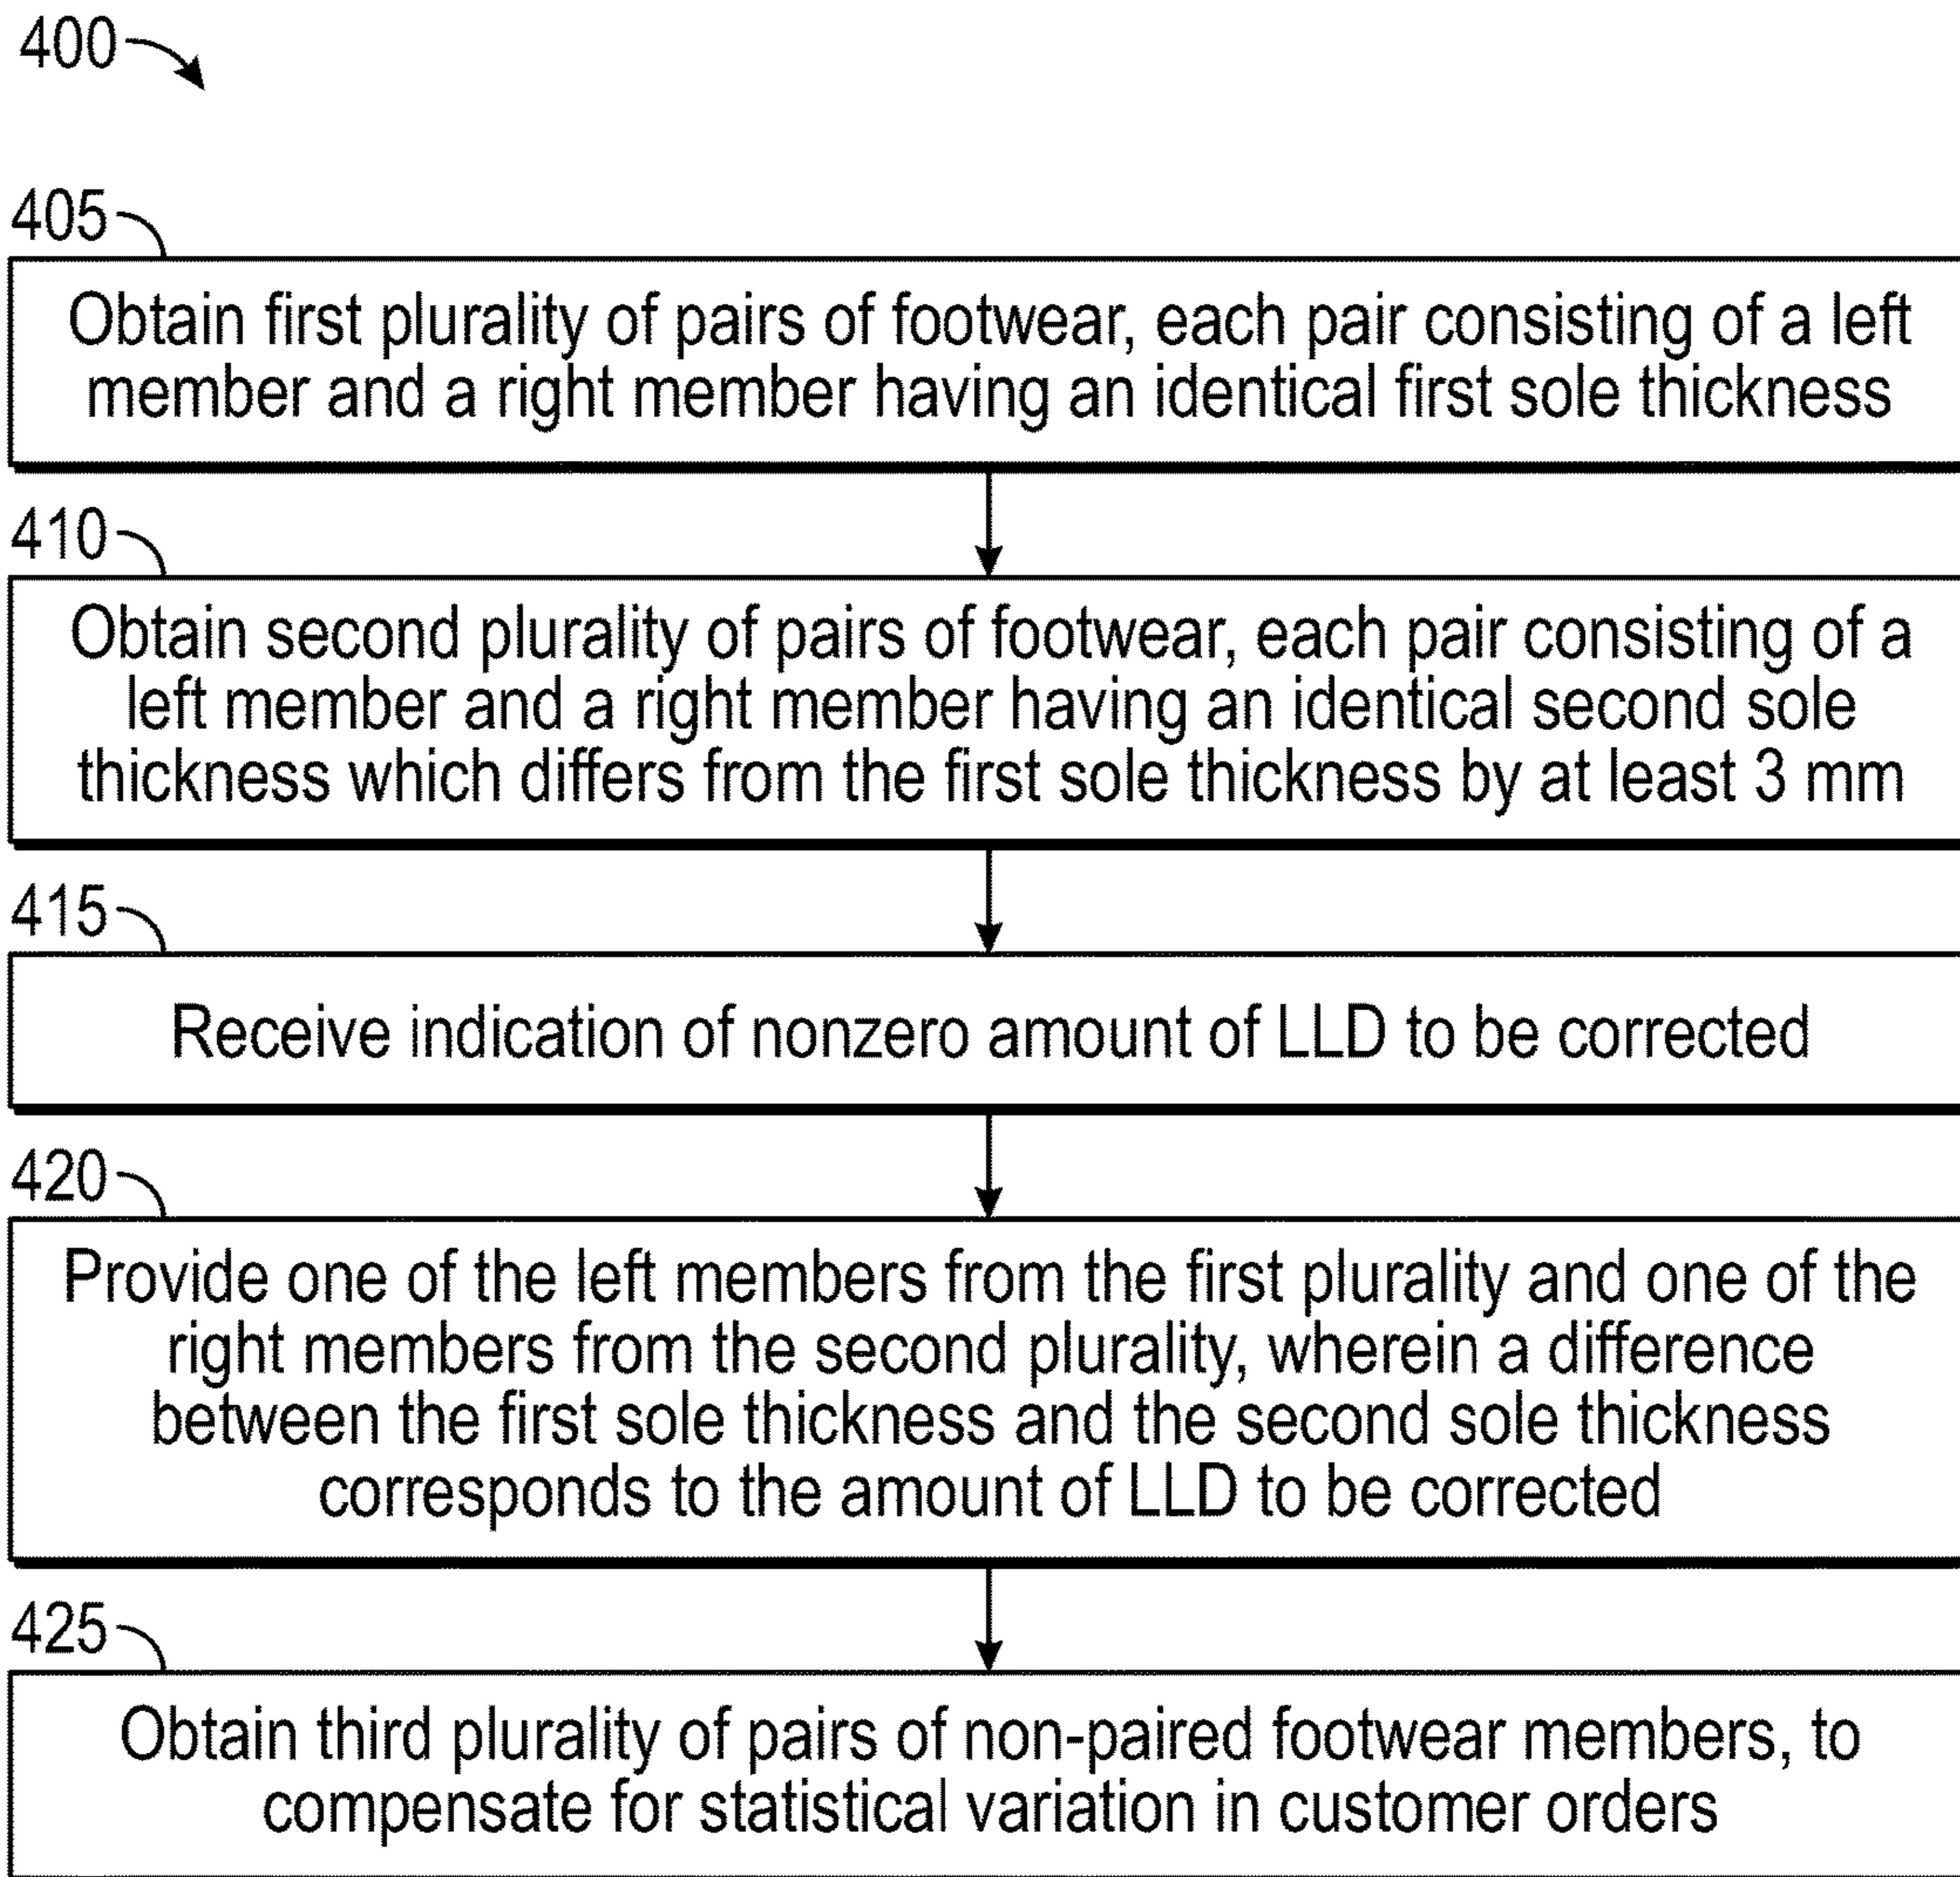 400
405
Obtain first plurality of pairs of footwear, each pair consisting of a left
member and a right member having an identical first sole thickness
410
Obtain second plurality of pairs of footwear, each pair consisting of a
left member and a right member having an identical second sole
thickness which differs from the first sole thickness by at least 3 mm
415
Receive indication of nonzero amount of LLD to be corrected
420
Provide one of the left members from the first plurality and one of the
right members from the second plurality, wherein a difference
between the first sole thickness and the second sole thickness
corresponds to the amount of LLD to be corrected
425
Obtain third plurality of pairs of non-paired footwear members, to
compensate for statistical variation in customer orders